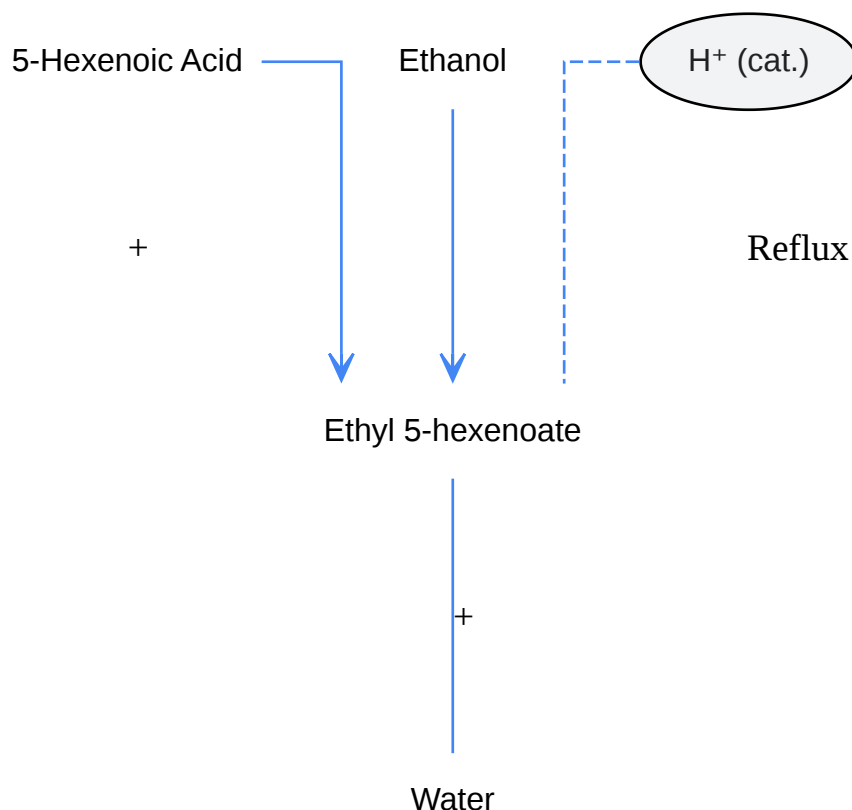 5-Hexenoic Acid
Ethanol
H⁺ (cat.)
+
Reflux
Ethyl 5-hexenoate
+
Water